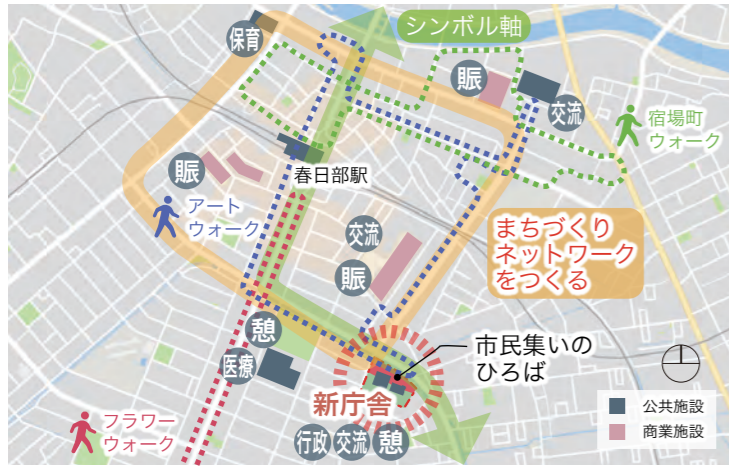 シンボル軸
保育
賑
交流
宿場町
ウォーク
春日部駅
賑
アート
ウォーク
交流
賑
まちづくり
ネットワーク
をつくる
憩
医療
市民集いの
ひろば
新庁舎
行政 交流 憩
フラワー
ウォーク
公共施設
商業施設